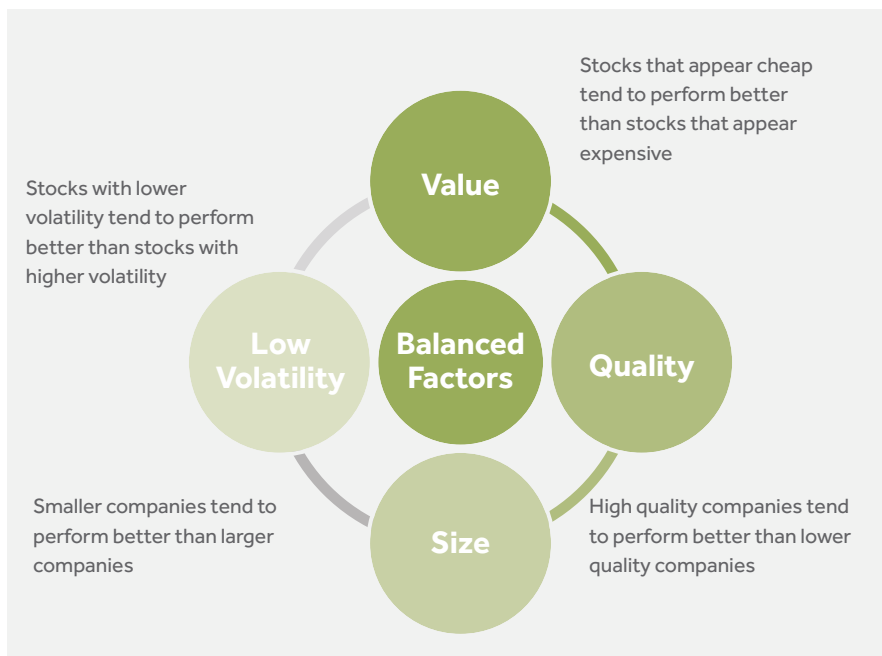 Stocks that appear cheap
tend to perform better
than stocks that appear
expensive
Value
Stocks with lower
volatility tend to perform
better than stocks with
higher volatility
Low
Volatility
Balanced
Factors
Quality
Smaller companies tend to
perform better than larger
companies
Size
High quality companies tend
to perform better than lower
quality companies